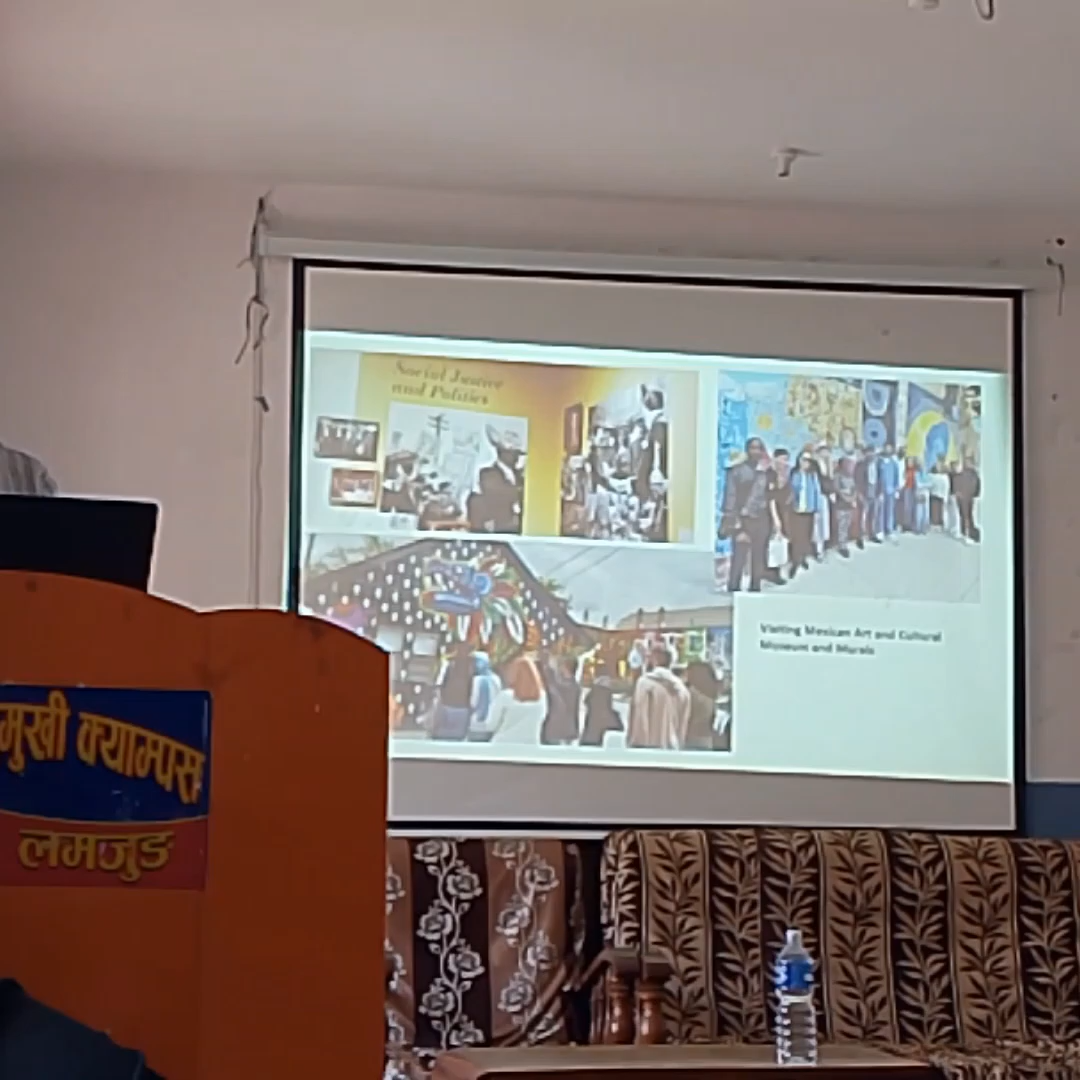 Social Justice
and Politics
Visiting Mexican Art and Cultural
Museum and Murals
मुखी क्याम्पस
लमजुङ